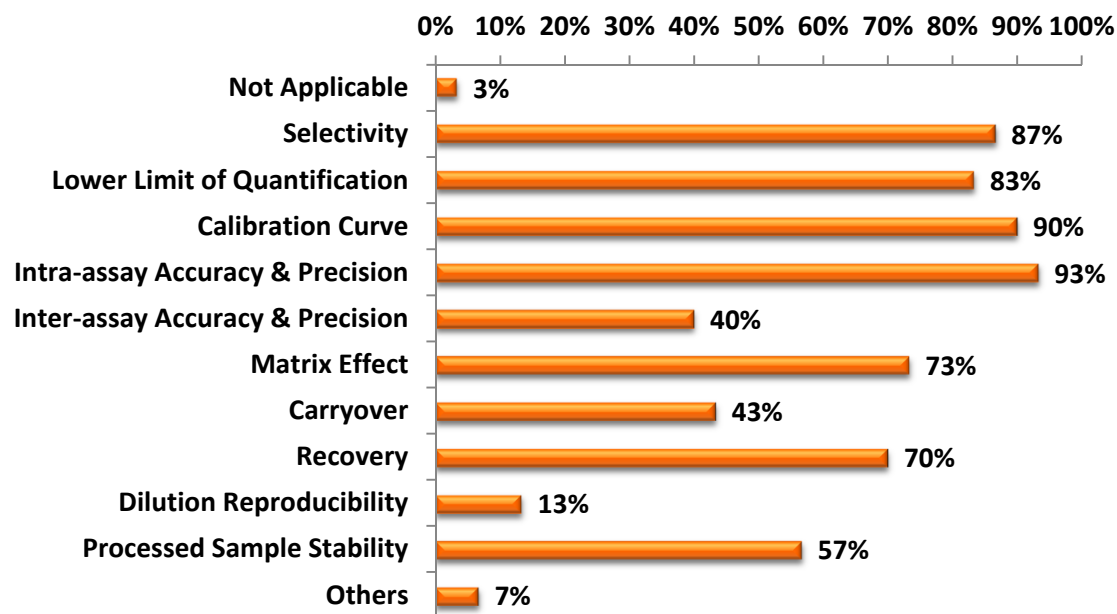 0% 10% 20% 30% 40% 50% 60% 70% 80% 90% 100%
Not Applicable 3%
Selectivity 87%
Lower Limit of Quantification 83%
Calibration Curve 90%
Intra-assay Accuracy & Precision 93%
Inter-assay Accuracy & Precision 40%
Matrix Effect 73%
Carryover 43%
Recovery 70%
Dilution Reproducibility 13%
Processed Sample Stability 57%
Others 7%